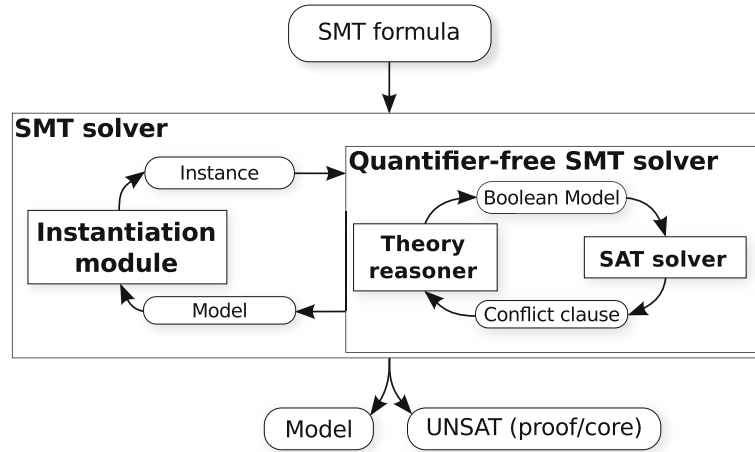 SMT formula
SMT solver
Quantifier-free SMT solver
Instance
Boolean Model
Instantiation
module
Theory
reasoner
SAT solver
Model
Conflict clause
Model
UNSAT (proof/core)